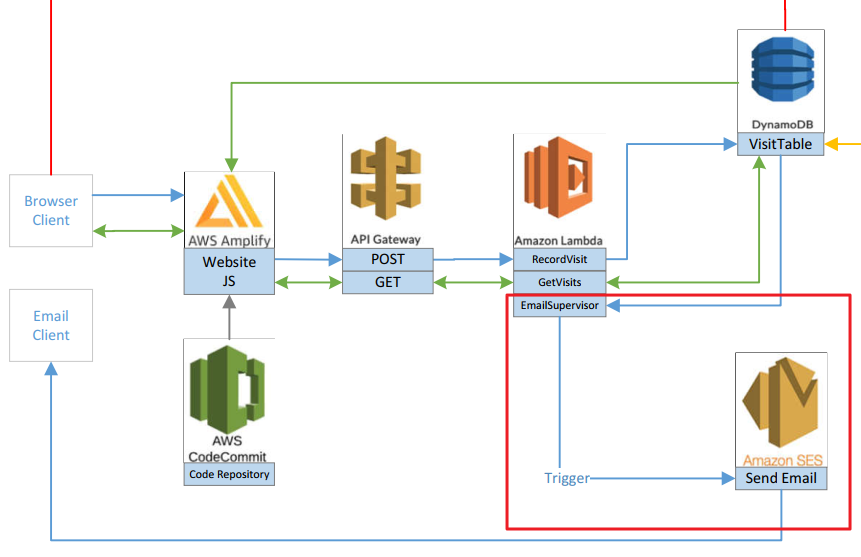 DynamoDB
VisitTable
Browser
Client
AWS Amplify
Website
JS
API Gateway
POST
GET
Amazon Lambda
RecordVisit
GetVisits
EmailSupervisor
Email
Client
AWS
CodeCommit
Code Repository
Trigger
Amazon SES
Send Email